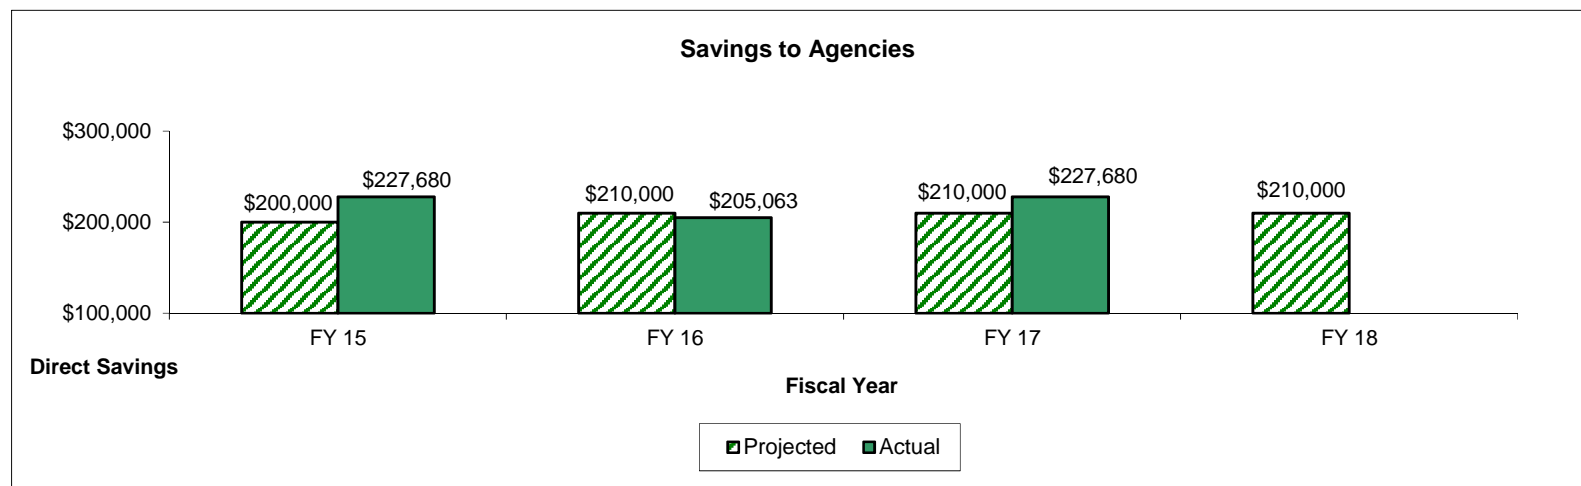 Savings to Agencies
$300,000
$200,000
$100,000
$200,000
$227,680
$210,000
$205,063
$210,000
$227,680
$210,000
FY 15
FY 16
FY 17
FY 18
Direct Savings
Fiscal Year
Projected
Actual